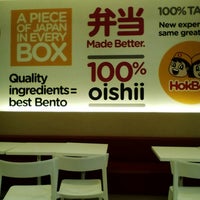 A PIECE
OF JAPAN
IN EVERY
BOX
Quality
ingredients=
best Bento
弁当
Made Better.
100%
oishii
100% TA
New exper
same great
HokBe